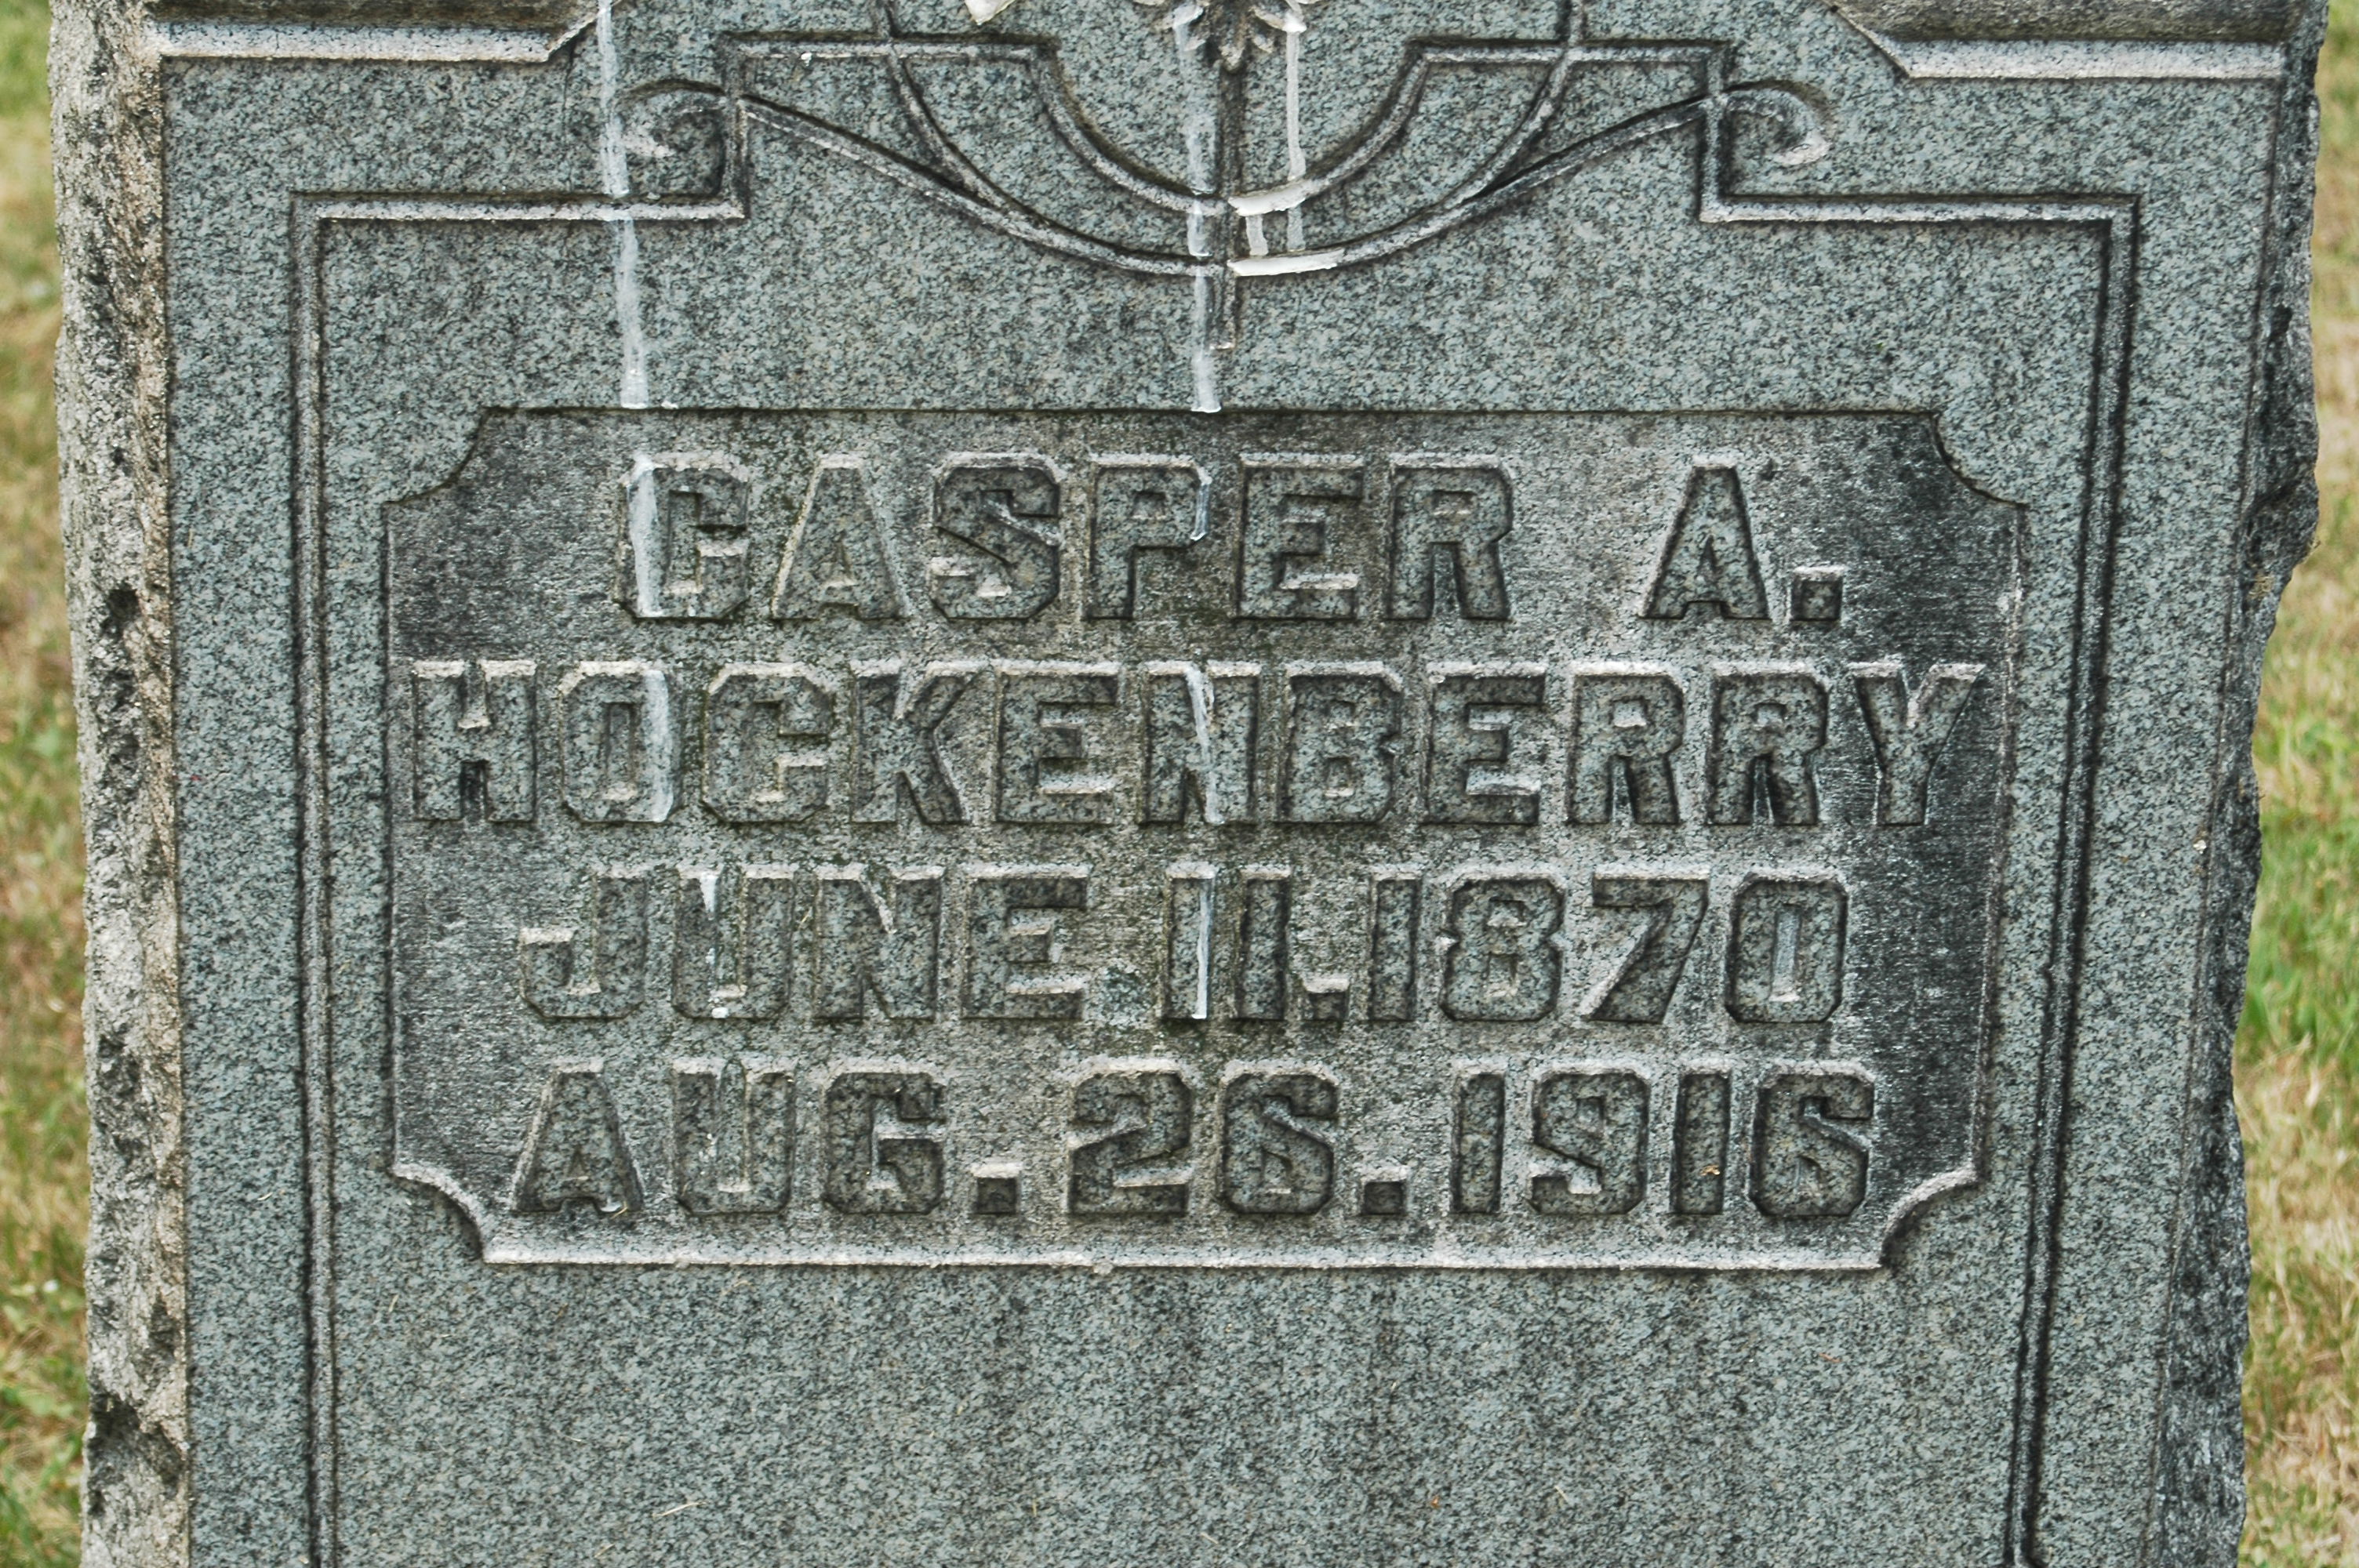 CASPER A.
HOCKENBERRY
JUNE 11.1870
AUG. 26. 1916